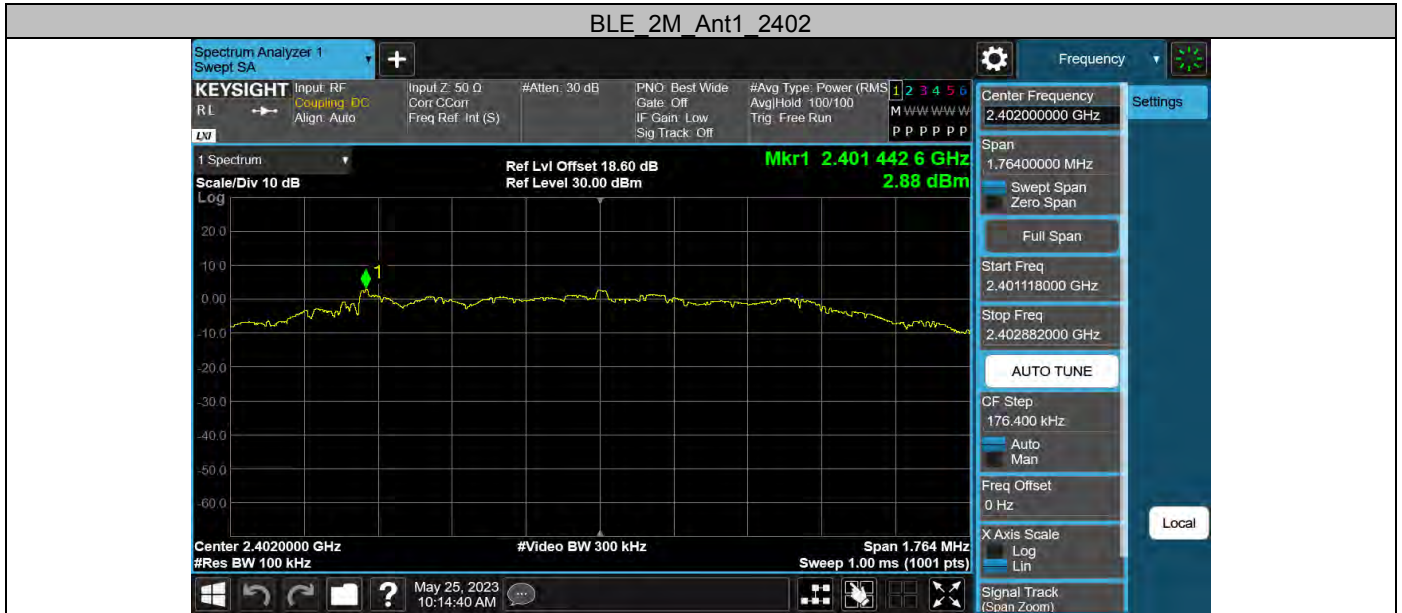 BLE_2M_Ant1_2402
Spectrum Analyzer 1
Swept SA
Frequency
KEYSIGHT
RL
LXI
Input: RF
Coupling: DC
Align: Auto
Input Z: 50 Ω
Corr CCorr
Freq Ref: Int (S)
#Atten: 30 dB
PNO: Best Wide
Gate: Off
IF Gain: Low
Sig Track: Off
#Avg Type: Power (RMS
Avg|Hold: 100/100
Trig: Free Run
1 2 3 4 5 6
M W W W W W
P P P P P P
Center Frequency
2.402000000 GHz
Settings
Span
1.76400000 MHz
Swept Span
Zero Span
Full Span
Start Freq
2.401118000 GHz
Stop Freq
2.402882000 GHz
AUTO TUNE
CF Step
176.400 kHz
Auto
Man
Freq Offset
0 Hz
X Axis Scale
Log
Lin
Signal Track
(Span Zoom)
Local
1 Spectrum
Scale/Div 10 dB
Log
Ref Lvl Offset 18.60 dB
Ref Level 30.00 dBm
Mkr1 2.401 442 6 GHz
2.88 dBm
20.0
10.0
0.00
-10.0
-20.0
-30.0
-40.0
-50.0
-60.0
1
Center 2.4020000 GHz
#Res BW 100 kHz
#Video BW 300 kHz
Span 1.764 MHz
Sweep 1.00 ms (1001 pts)
?
May 25, 2023
10:14:40 AM